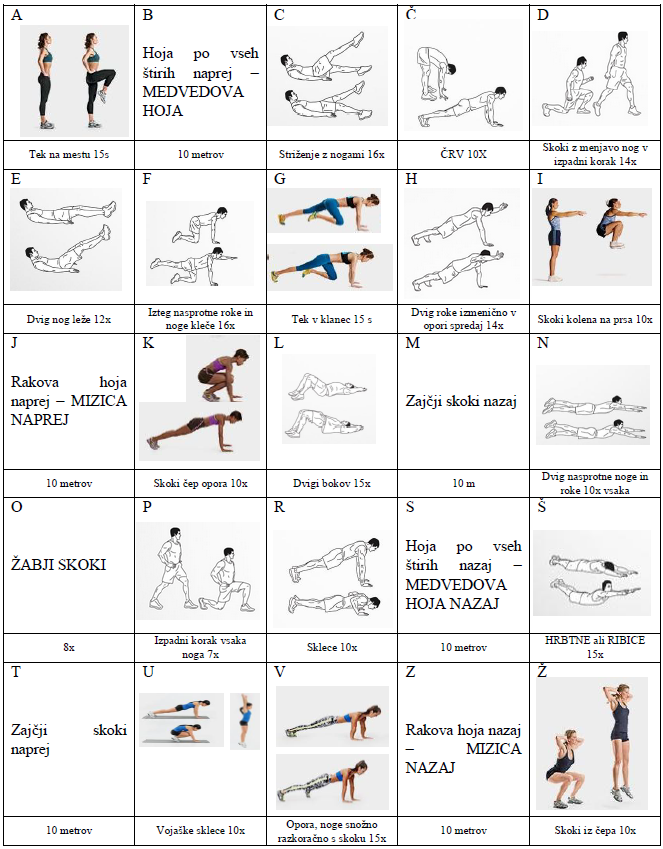 A
B
Hoja po vseh
štirih naprej –
MEDVEDOVA
HOJA
C
Č
D
Tek na mestu 15s
10 metrov
Striženje z nogami 16x
ČRV 10X
Skoki z menjavo nog v
izpadni korak 14x
E
F
G
H
I
Dvig nog leže 12x
Izteg nasprotne roke in
noge kleče 16x
Tek v klanec 15 s
Dvig roke izmenično v
opori spredaj 14x
Skoki kolena na prsa 10x
J
Rakova hoja
naprej – MIZICA
NAPREJ
K
L
M
Zajčji skoki nazaj
N
10 metrov
Skoki čep opora 10x
Dvigi bokov 15x
10 m
Dvig nasprotne noge in
roke 10x vsaka
O
ŽABJI SKOKI
P
R
S
Hoja po vseh
štirih nazaj –
MEDVEDOVA
HOJA NAZAJ
Š
8x
Izpadni korak vsaka
noga 7x
Sklece 10x
10 metrov
HRBTNE ali RIBICE
15x
T
Zajčji skoki
naprej
U
V
Z
Rakova hoja nazaj
– MIZICA
NAZAJ
Ž
10 metrov
Vojaške sklece 10x
Opora, noge snožno
razkoračno s skoku 15x
10 metrov
Skoki iz čepa 10x